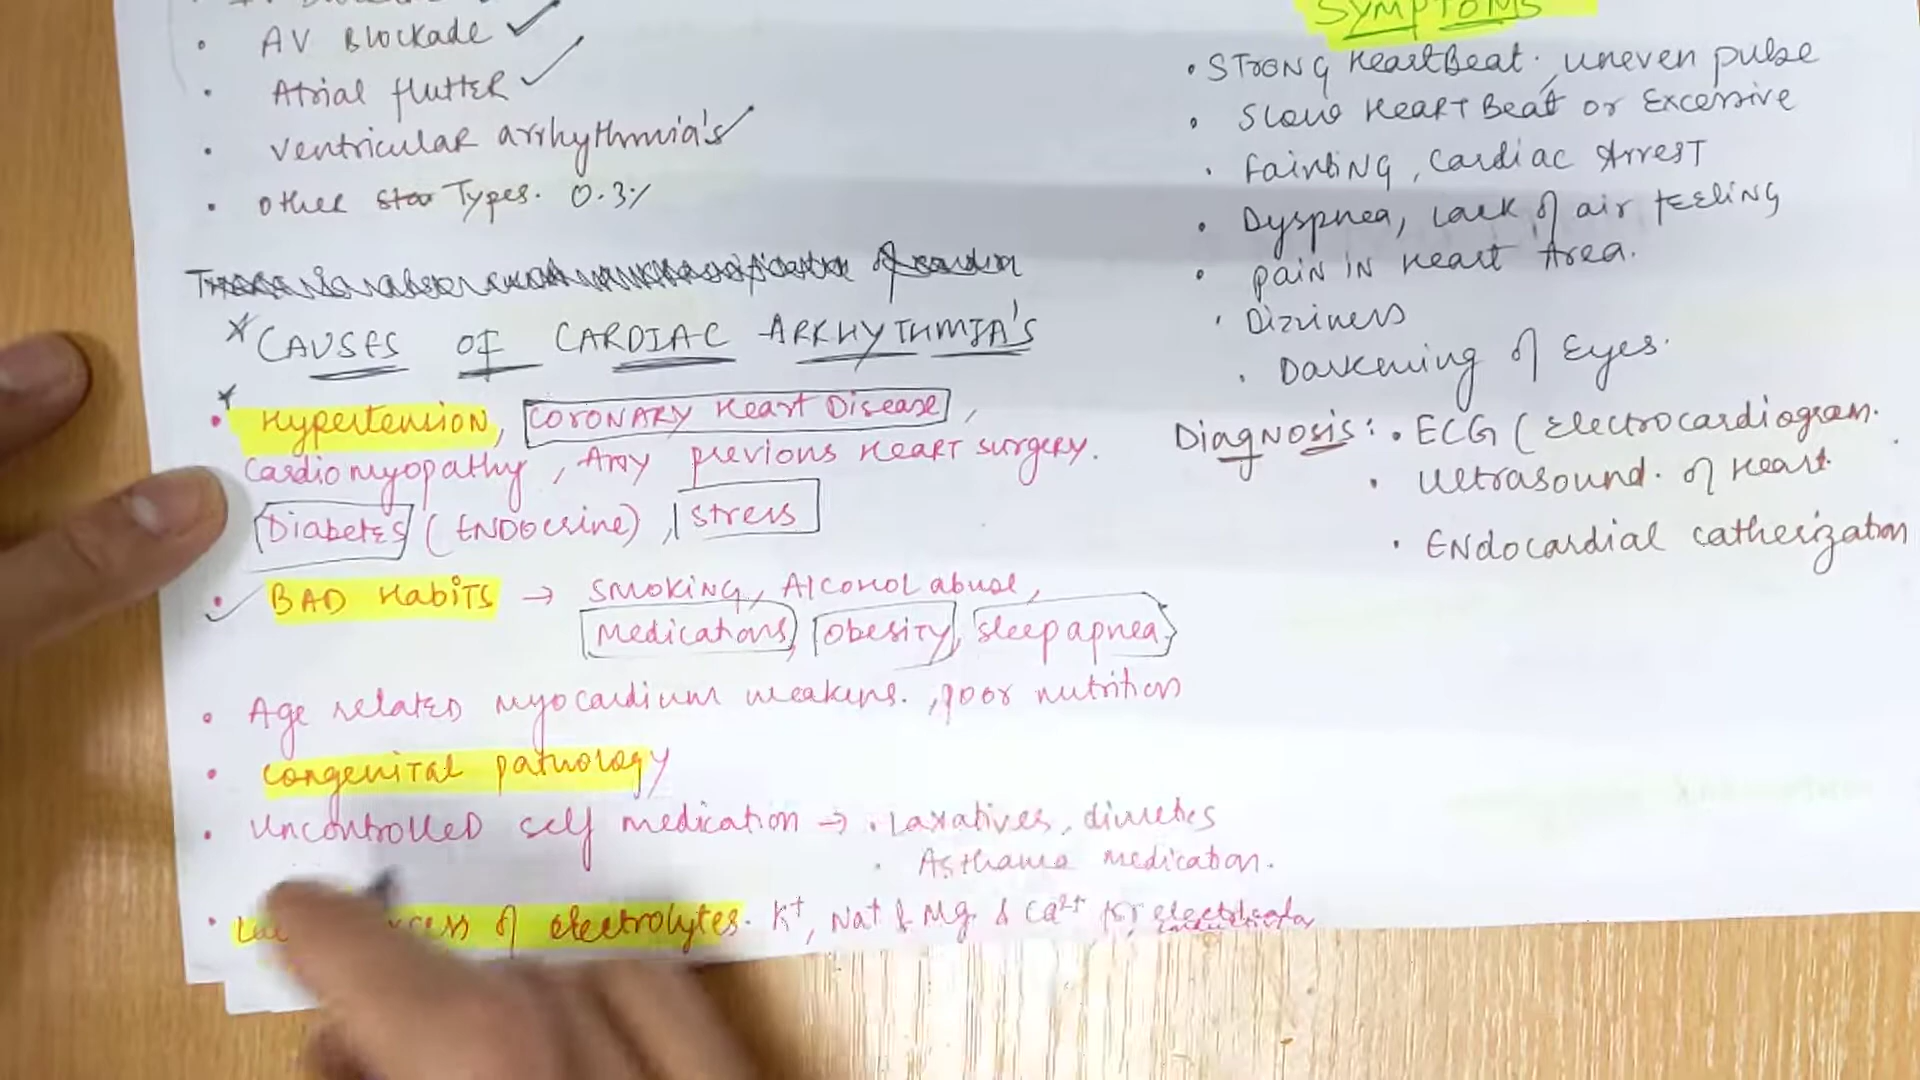 AV Blockade
Atrial flutter
ventricular arrhythmia's
other Types. 0.3%
* CAUSES OF CARDIAC ARRHYTHMIA'S
Hypertension, CORONARY Heart Disease,
Cardiomyopathy, Any previous Heart surgery.
Diabetes (ENDOcrine), stress
BAD HabiTS → smoking, Alcohol abuse,
Medications, obesity, sleep apnea
Age related myocardium weakens., poor nutrition
congenital pathology
uncontrolled self medication → . laxatives, diuretics
. Asthama medication.
of electrolytes. K+, Na+ & Mg & Ca2+
SYMPTOMS
STRONG HeartBeat. uneven pulse
Slow HeartBeat or Excessive
fainting, cardiac Arrest
Dyspnea, lack of air feeling
pain IN Heart Area.
Dizziness
Darkening of Eyes.
Diagnosis: . ECG (Electrocardiogram.
ultrasound. of Heart
ENdocardial catherization